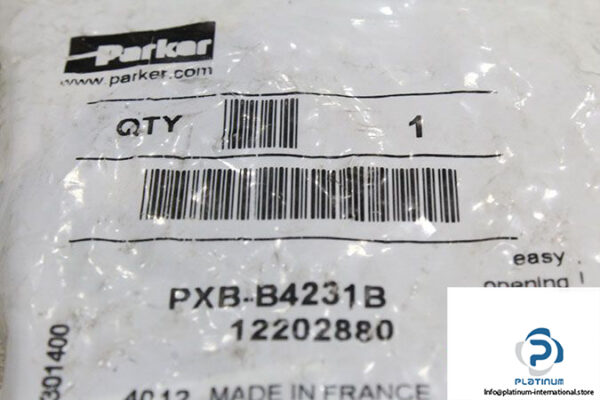 Parker
www.parker.com
QTY 1
easy
opening
PXB-B4231B
12202880
301400
4012 MADE IN FRANCE
PLATINUM
Info@platinum-international.store